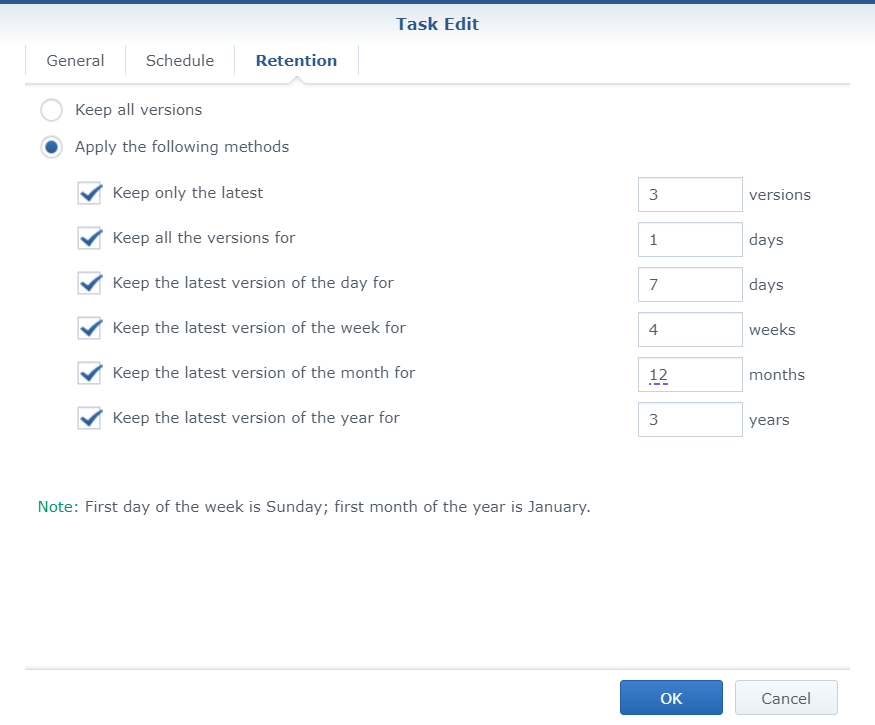 Task Edit
General Schedule Retention
Keep all versions
Apply the following methods
Keep only the latest 3 versions
Keep all the versions for 1 days
Keep the latest version of the day for 7 days
Keep the latest version of the week for 4 weeks
Keep the latest version of the month for 12 months
Keep the latest version of the year for 3 years
Note: First day of the week is Sunday; first month of the year is January.
OK Cancel